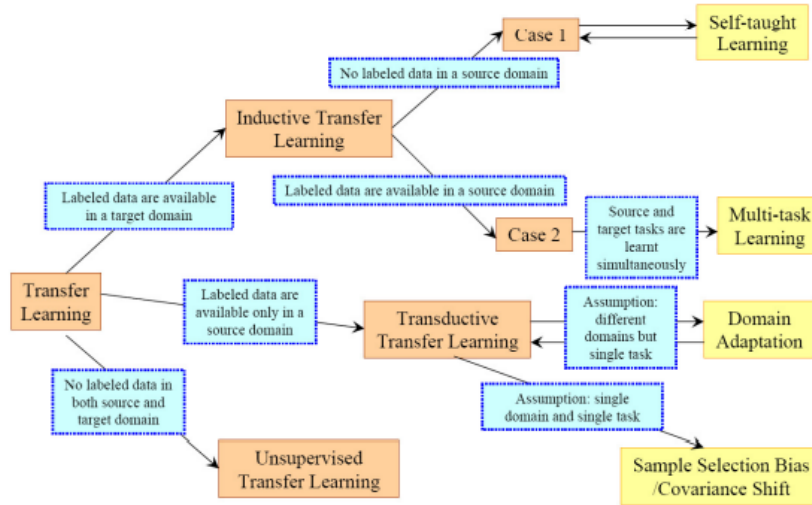 Case 1
Self-taught
Learning
No labeled data in a source domain
Inductive Transfer
Learning
Labeled data are available
in a target domain
Labeled data are available in a source domain
Case 2
Source and
target tasks are
learnt
simultaneously
Multi-task
Learning
Transfer
Learning
Labeled data are
available only in a
source domain
Transductive
Transfer Learning
Assumption:
different
domains but
single task
Domain
Adaptation
No labeled data in
both source and
target domain
Assumption: single
domain and single task
Unsupervised
Transfer Learning
Sample Selection Bias
/Covariance Shift